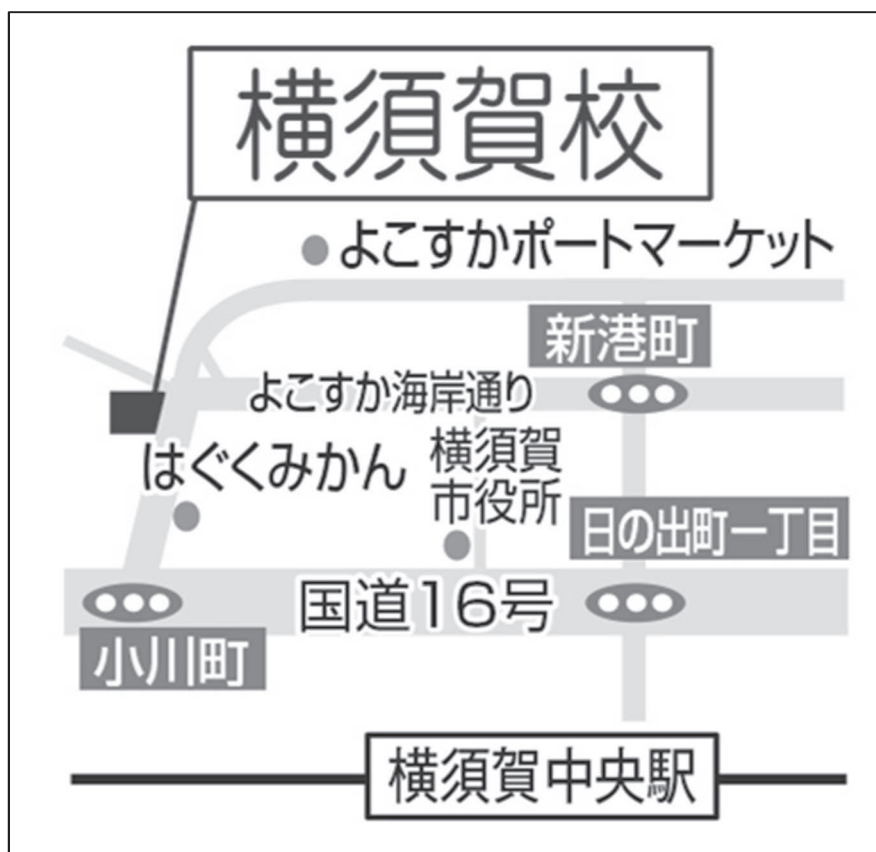 横須賀校
よこすかポートマーケット
新港町
よこすか海岸通り
はぐくみかん
横須賀
市役所
日の出町一丁目
国道16号
小川町
横須賀中央駅